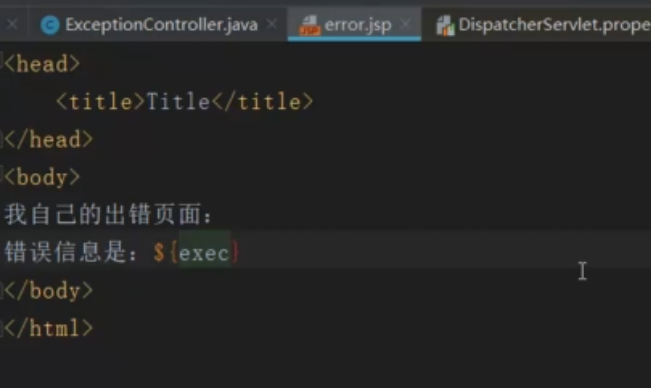 ExceptionController.java error.jsp DispatcherServlet.prope
<head>
<title>Title</title>
</head>
<body>
我自己的出错页面：
错误信息是：${exec}
</body>
</html>